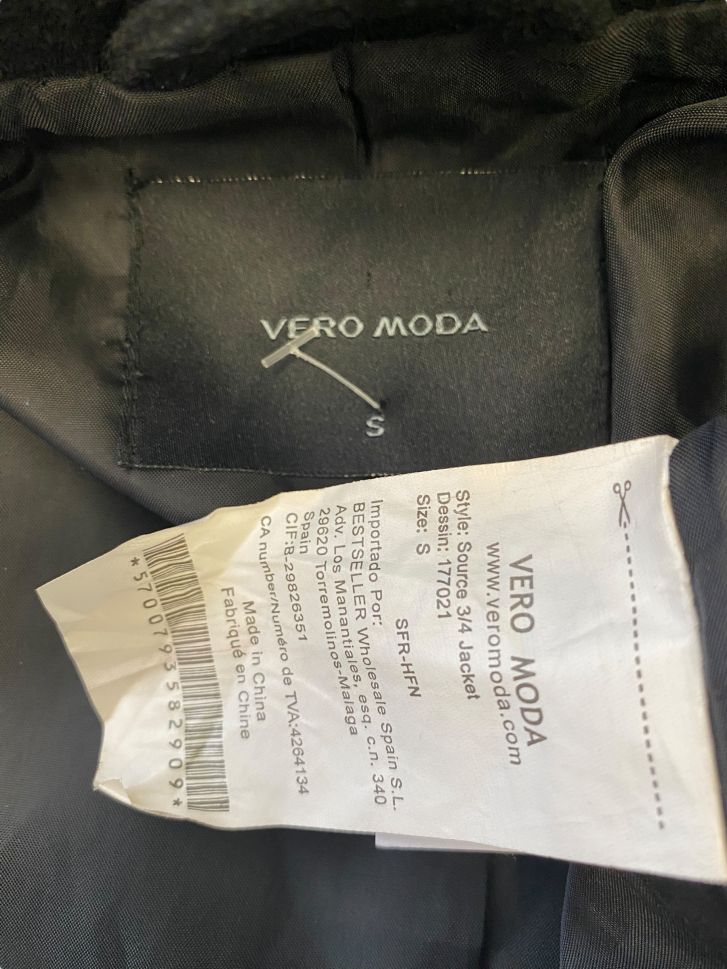 VERO MODA
S
VERO MODA
www.veromoda.com
Style: Source 3/4 Jacket
Dessin: 177021
Size: S
SFR-HFN
Importado Por:
BESTSELLER Wholesale Spain S.L.
Adv. Los Manantiales, esq. c.n. 340
29620 Torremolinos-Malaga
Spain
CIF:B-29826351
CA number/Numéro de TVA:4264134
Made in China
Fabriqué en Chine
*5700793582909*